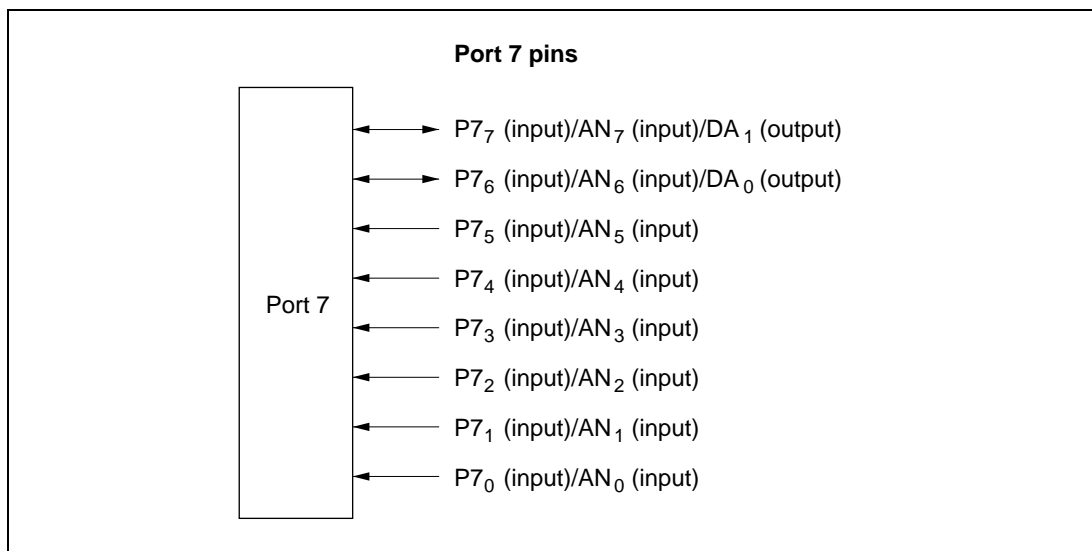 Port 7 pins
P7₇ (input)/AN₇ (input)/DA₁ (output)
P7₆ (input)/AN₆ (input)/DA₀ (output)
P7₅ (input)/AN₅ (input)
P7₄ (input)/AN₄ (input)
Port 7
P7₃ (input)/AN₃ (input)
P7₂ (input)/AN₂ (input)
P7₁ (input)/AN₁ (input)
P7₀ (input)/AN₀ (input)